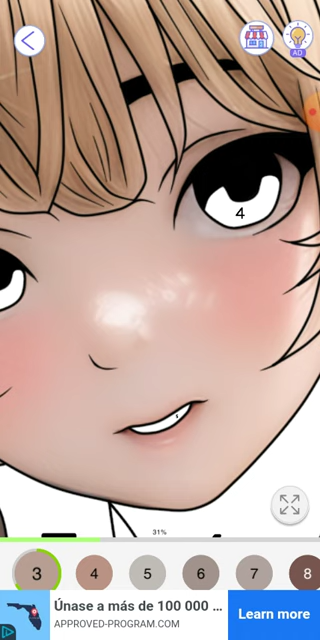 AD
4
1
31%
3 4 5 6 7 8
Únase a más de 100 000 ...
APPROVED-PROGRAM.COM
Learn more